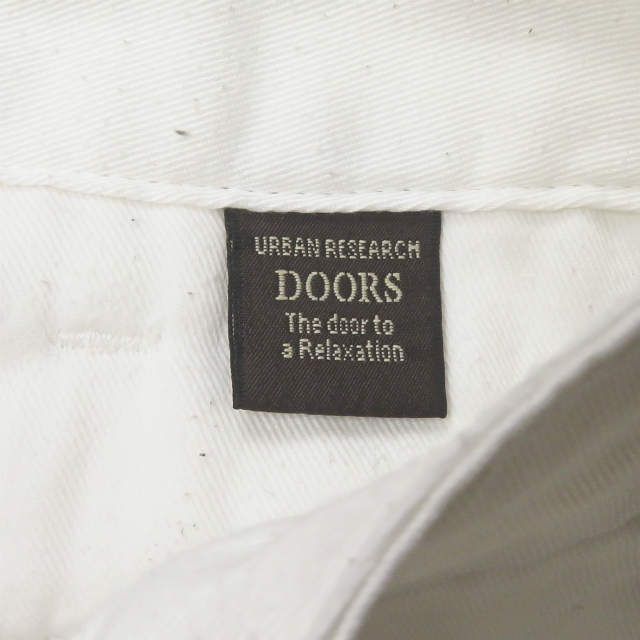 URBAN RESEARCH
DOORS
The door to
a Relaxation